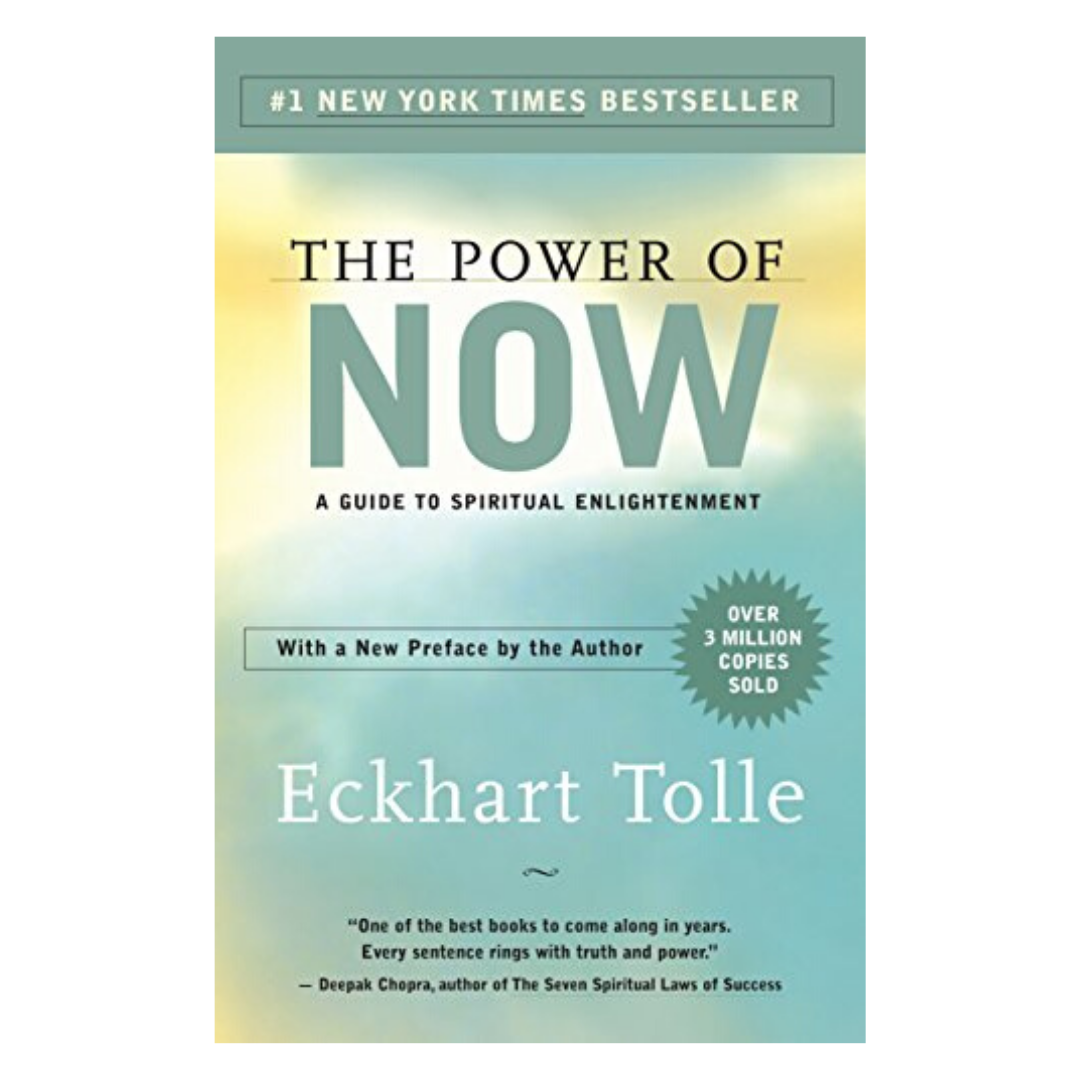 #1 NEW YORK TIMES BESTSELLER
THE POWER OF
NOW
A GUIDE TO SPIRITUAL ENLIGHTENMENT
With a New Preface by the Author
OVER
3 MILLION
COPIES
SOLD
Eckhart Tolle
“One of the best books to come along in years.
Every sentence rings with truth and power.”
— Deepak Chopra, author of The Seven Spiritual Laws of Success